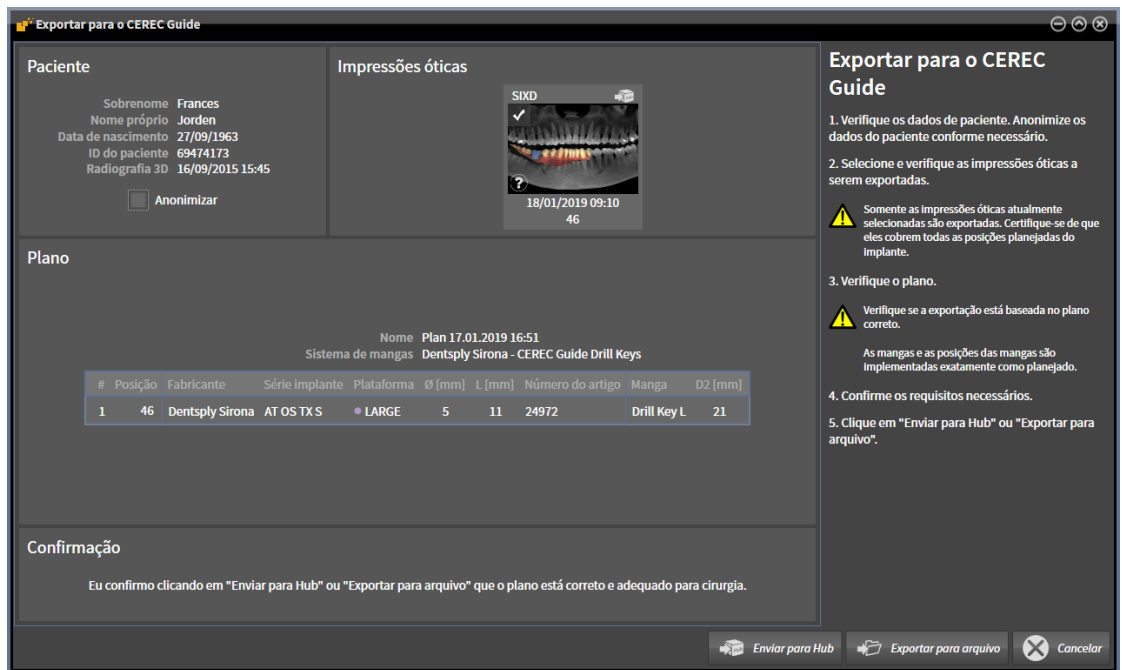 Exportar para o CEREC Guide
Paciente
Sobrenome Frances
Nome próprio Jorden
Data de nascimento 27/09/1963
ID do paciente 69474173
Radiografia 3D 16/09/2015 15:45
Anonimizar
Impressões óticas
SIXD
?
18/01/2019 09:10
46
Plano
Nome Plan 17.01.2019 16:51
Sistema de mangas Dentsply Sirona - CEREC Guide Drill Keys
# Posição Fabricante Série implante Plataforma Ø [mm] L [mm] Número do artigo Manga D2 [mm]
1 46 Dentsply Sirona AT OS TX S LARGE 5 11 24972 Drill Key L 21
Confirmação
Eu confirmo clicando em "Enviar para Hub" ou "Exportar para arquivo" que o plano está correto e adequado para cirurgia.
Exportar para o CEREC
Guide
1. Verifique os dados de paciente. Anonimize os
dados do paciente conforme necessário.
2. Selecione e verifique as impressões óticas a
serem exportadas.
Somente as impressões óticas atualmente
selecionadas são exportadas. Certifique-se de que
eles cobrem todas as posições planejadas do
implante.
3. Verifique o plano.
Verifique se a exportação está baseada no plano
correto.
As mangas e as posições das mangas são
implementadas exatamente como planejado.
4. Confirme os requisitos necessários.
5. Clique em "Enviar para Hub" ou "Exportar para
arquivo".
Enviar para Hub
Exportar para arquivo
Cancelar